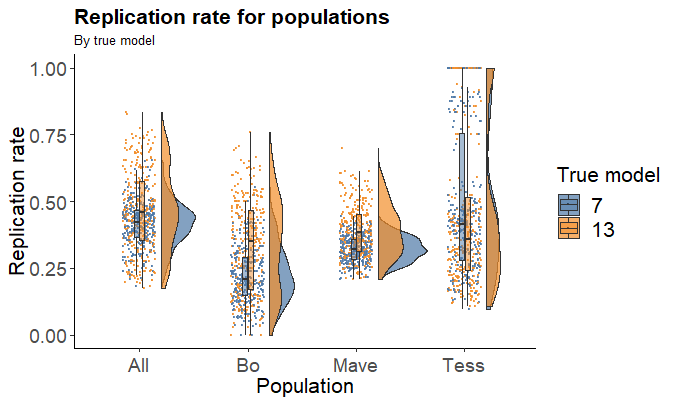 Replication rate for populations
By true model
1.00
0.75
0.50
0.25
0.00
Replication rate
All Bo Mave Tess
Population
True model
7
13